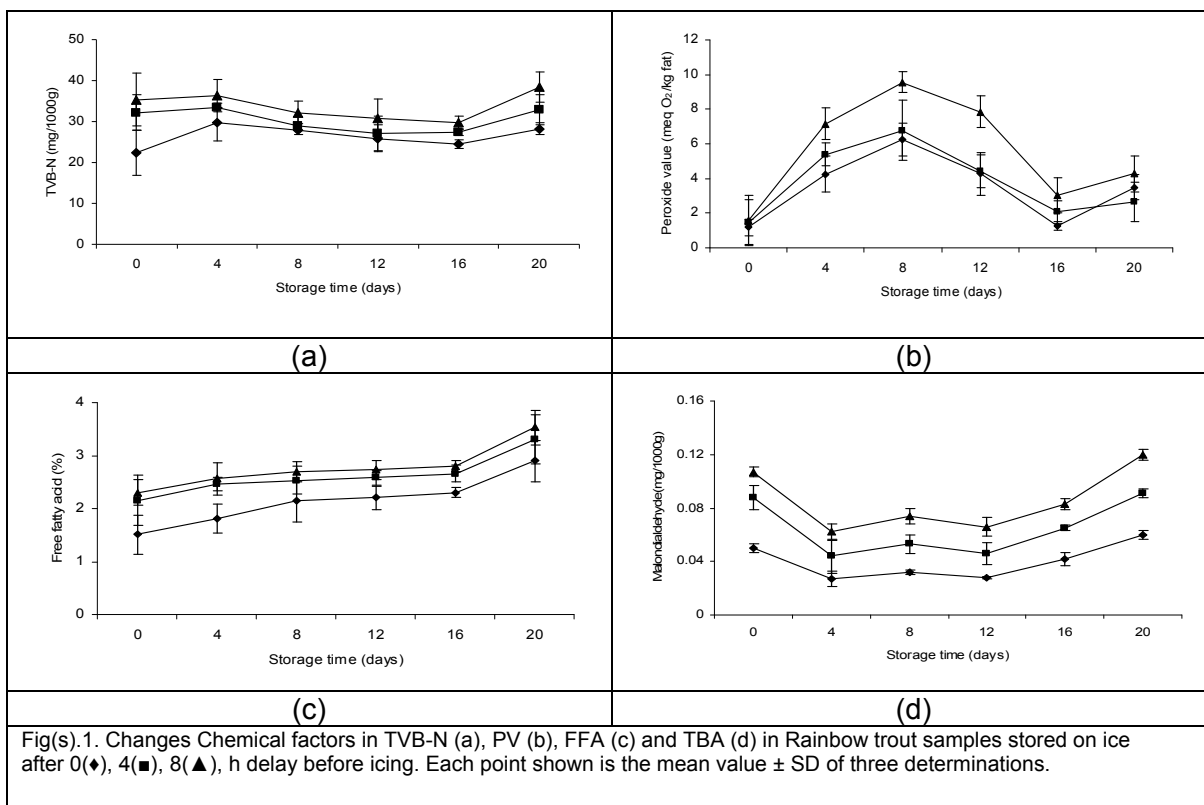 50
40
30
20
10
0
TVB-N (mg/1000g)
0 4 8 12 16 20
Storage time (days)
(a)
12
10
8
6
4
2
0
Peroxide value (meq O₂/kg fat)
0 4 8 12 16 20
Storage time (days)
(b)
4
3
2
1
0
Free fatty acid (%)
0 4 8 12 16 20
Storage time (days)
(c)
0.16
0.12
0.08
0.04
0
Malondialdehyde(mg/1000g)
0 4 8 12 16 20
Storage time (days)
(d)
Fig(s).1. Changes Chemical factors in TVB-N (a), PV (b), FFA (c) and TBA (d) in Rainbow trout samples stored on ice
after 0(♦), 4(■), 8(▲), h delay before icing. Each point shown is the mean value ± SD of three determinations.